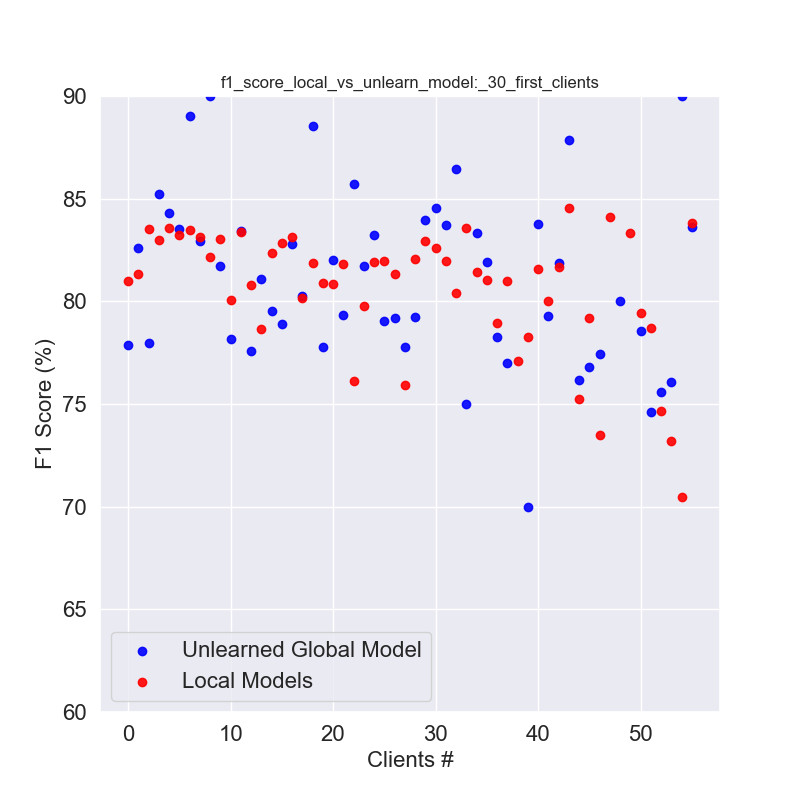 f1_score_local_vs_unlearn_model:_30_first_clients
90
85
80
75
70
65
60
F1 Score (%)
Unlearned Global Model
Local Models
0 10 20 30 40 50
Clients #